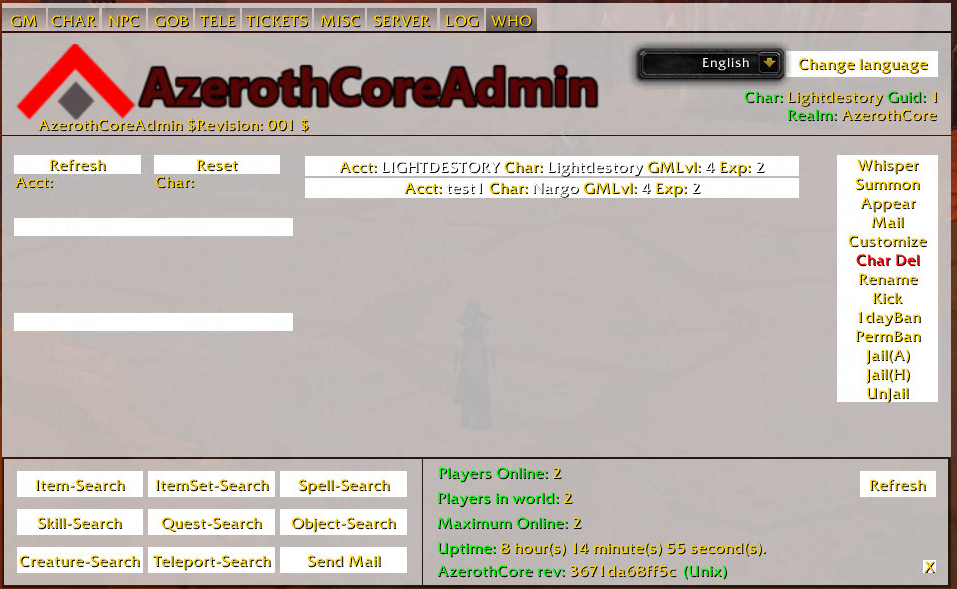 GM CHAR NPC GOB TELE TICKETS MISC SERVER LOG WHO
AzerothCoreAdmin
AzerothCoreAdmin $Revision: 001 $
English
Change language
Char: Lightdestory Guid: 1
Realm: AzerothCore
Refresh Reset
Acct: Char:
Acct: LIGHTDESTORY Char: Lightdestory GMLvl: 4 Exp: 2
Acct: test1 Char: Nargo GMLvl: 4 Exp: 2
Whisper
Summon
Appear
Mail
Customize
Char Del
Rename
Kick
1dayBan
PermBan
Jail(A)
Jail(H)
UnJail
Item-Search ItemSet-Search Spell-Search
Skill-Search Quest-Search Object-Search
Creature-Search Teleport-Search Send Mail
Players Online: 2
Players in world: 2
Maximum Online: 2
Uptime: 8 hour(s) 14 minute(s) 55 second(s).
AzerothCore rev: 3671da68ff5c (Unix)
Refresh
X